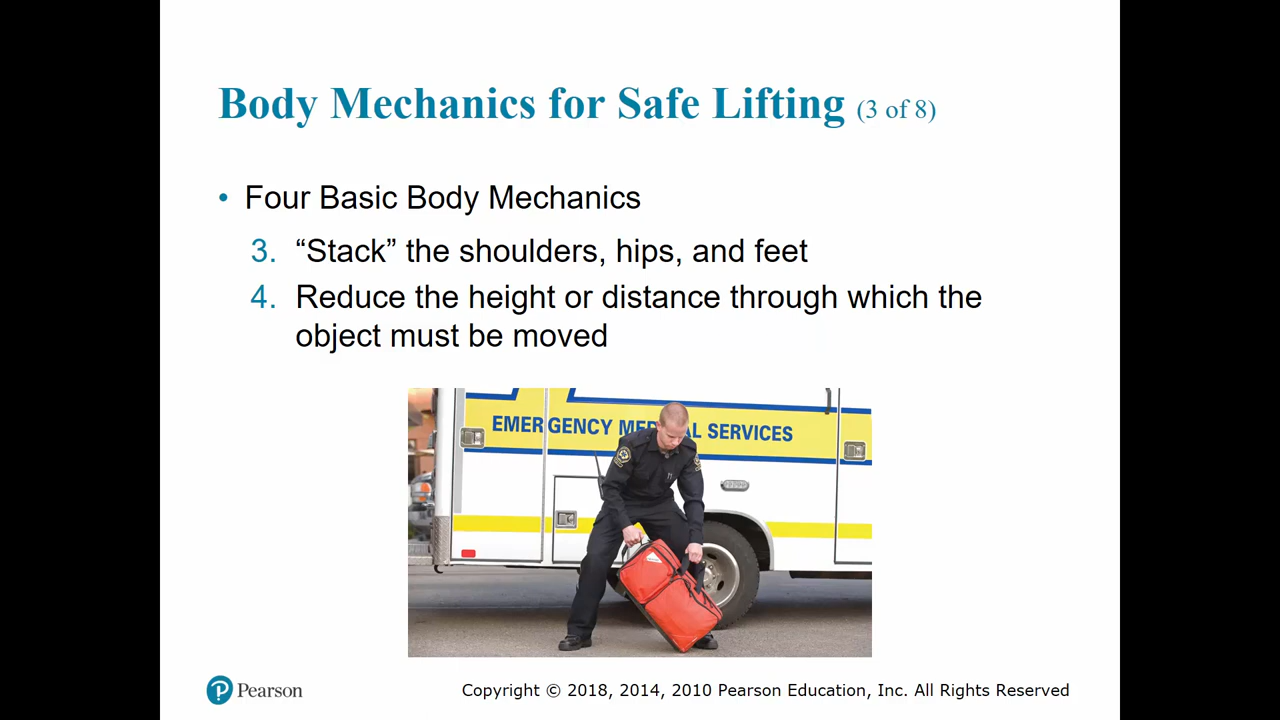 Body Mechanics for Safe Lifting (3 of 8)
• Four Basic Body Mechanics
3. “Stack” the shoulders, hips, and feet
4. Reduce the height or distance through which the
object must be moved
EMERGENCY MEDICAL SERVICES
Pearson
Copyright © 2018, 2014, 2010 Pearson Education, Inc. All Rights Reserved